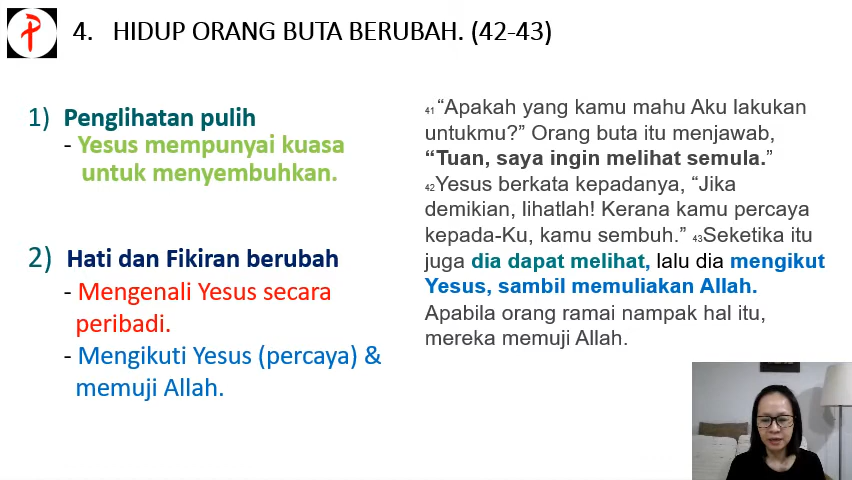 4. HIDUP ORANG BUTA BERUBAH. (42-43)
1) Penglihatan pulih
- Yesus mempunyai kuasa
untuk menyembuhkan.
2) Hati dan Fikiran berubah
- Mengenali Yesus secara
peribadi.
- Mengikuti Yesus (percaya) &
memuji Allah.
41 “Apakah yang kamu mahu Aku lakukan
untukmu?” Orang buta itu menjawab,
“Tuan, saya ingin melihat semula.”
42Yesus berkata kepadanya, “Jika
demikian, lihatlah! Kerana kamu percaya
kepada-Ku, kamu sembuh.” 43Seketika itu
juga dia dapat melihat, lalu dia mengikut
Yesus, sambil memuliakan Allah.
Apabila orang ramai nampak hal itu,
mereka memuji Allah.